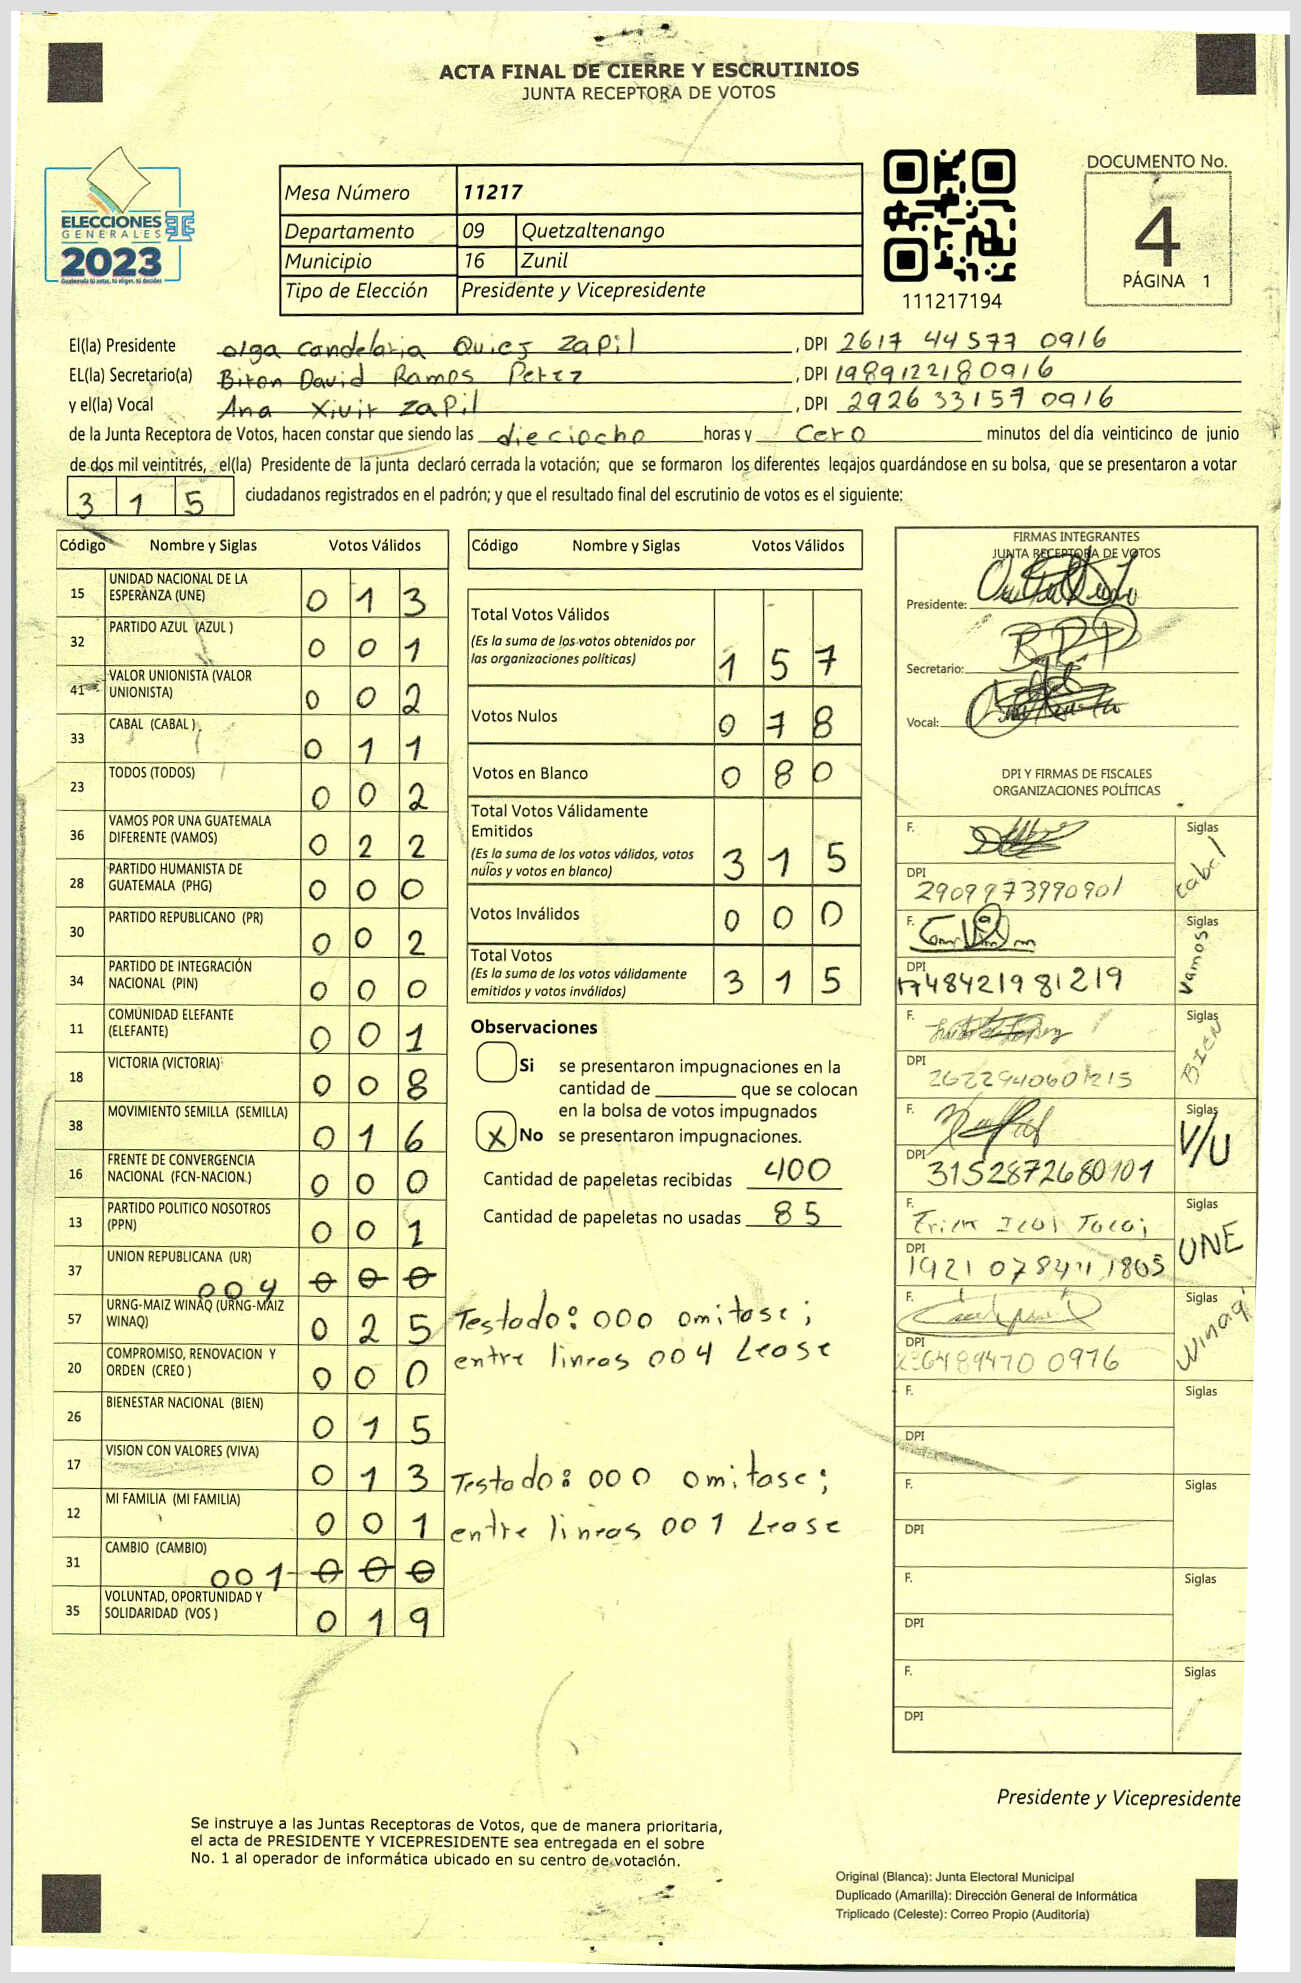 ACTA FINAL DE CIERRE Y ESCRUTINIOS
JUNTA RECEPTORA DE VOTOS
ELECCIONES
GENERALES
2023
Guatemala tú votas, tú eliges, tú decides
Mesa Número 11217
Departamento 09 Quetzaltenango
Municipio 16 Zunil
Tipo de Elección Presidente y Vicepresidente
111217194
DOCUMENTO No.
4
PÁGINA 1
El(la) Presidente olga Candelaria Quiej Zapil, DPI 2617 44577 0916
EL(la) Secretario(a) Biron David Ramos Perez, DPI 1989122180916
y el(la) Vocal Ana Xivir Zapil, DPI 2926 33157 0916
de la Junta Receptora de Votos, hacen constar que siendo las dieciocho horas y cero minutos del día veinticinco de junio
de dos mil veintitrés, el(la) Presidente de la junta declaró cerrada la votación; que se formaron los diferentes legajos guardándose en su bolsa, que se presentaron a votar
3 1 5 ciudadanos registrados en el padrón; y que el resultado final del escrutinio de votos es el siguiente:
Código Nombre y Siglas Votos Válidos
15 UNIDAD NACIONAL DE LA ESPERANZA (UNE) 0 1 3
32 PARTIDO AZUL (AZUL ) 0 0 1
41 VALOR UNIONISTA (VALOR UNIONISTA) 0 0 2
33 CABAL (CABAL ) 0 1 1
23 TODOS (TODOS) 0 0 2
36 VAMOS POR UNA GUATEMALA DIFERENTE (VAMOS) 0 2 2
28 PARTIDO HUMANISTA DE GUATEMALA (PHG) 0 0 0
30 PARTIDO REPUBLICANO (PR) 0 0 2
34 PARTIDO DE INTEGRACIÓN NACIONAL (PIN) 0 0 0
11 COMUNIDAD ELEFANTE (ELEFANTE) 0 0 1
18 VICTORIA (VICTORIA) 0 0 8
38 MOVIMIENTO SEMILLA (SEMILLA) 0 1 6
16 FRENTE DE CONVERGENCIA NACIONAL (FCN-NACION.) 0 0 0
13 PARTIDO POLITICO NOSOTROS (PPN) 0 0 1
37 UNION REPUBLICANA (UR) 004 0 0 0
57 URNG-MAIZ WINAQ (URNG-MAIZ WINAQ) 0 2 5
20 COMPROMISO, RENOVACION Y ORDEN (CREO ) 0 0 0
26 BIENESTAR NACIONAL (BIEN) 0 1 5
17 VISION CON VALORES (VIVA) 0 1 3
12 MI FAMILIA (MI FAMILIA) 0 0 1
31 CAMBIO (CAMBIO) 001 0 0 0
35 VOLUNTAD, OPORTUNIDAD Y SOLIDARIDAD (VOS ) 0 1 9
Código Nombre y Siglas Votos Válidos
Total Votos Válidos
(Es la suma de los votos obtenidos por
las organizaciones políticas) 1 5 7
Votos Nulos 0 7 8
Votos en Blanco 0 8 0
Total Votos Válidamente
Emitidos
(Es la suma de los votos válidos, votos
nulos y votos en blanco) 3 1 5
Votos Inválidos 0 0 0
Total Votos
(Es la suma de los votos válidamente
emitidos y votos inválidos) 3 1 5
Observaciones
Si se presentaron impugnaciones en la
cantidad de ________ que se colocan
en la bolsa de votos impugnados
X No se presentaron impugnaciones.
Cantidad de papeletas recibidas 400
Cantidad de papeletas no usadas 85
Testado: 000 omitase;
entre lineas 004 Lease
Testado: 000 omitase;
entre lineas 001 Lease
FIRMAS INTEGRANTES
JUNTA RECEPTORA DE VOTOS
Presidente:
Secretario:
Vocal:
DPI Y FIRMAS DE FISCALES
ORGANIZACIONES POLÍTICAS
F. Siglas cabal
DPI 2909973990901
F. Siglas Vamos
DPI 1748421981219
F. Siglas BIEN
DPI 2622940601215
F. Siglas V/U
DPI 3152872680901
F. Siglas UNE
DPI
F. Siglas Winaq
DPI
F. Siglas
DPI
F. Siglas
DPI
F. Siglas
DPI
F. Siglas
DPI
Presidente y Vicepresidente
Se instruye a las Juntas Receptoras de Votos, que de manera prioritaria,
el acta de PRESIDENTE Y VICEPRESIDENTE sea entregada en el sobre
No. 1 al operador de informática ubicado en su centro de votación.
Original (Blanca): Junta Electoral Municipal
Duplicado (Amarilla): Dirección General de Informática
Triplicado (Celeste): Correo Propio (Auditoría)